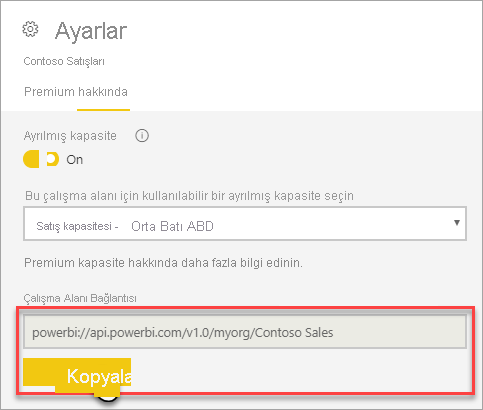 Ayarlar
Contoso Satışları
Premium hakkında
Ayrılmış kapasite
On
Bu çalışma alanı için kullanılabilir bir ayrılmış kapasite seçin
Satış kapasitesi - Orta Batı ABD
Premium kapasite hakkında daha fazla bilgi edinin.
Çalışma Alanı Bağlantısı
powerbi://api.powerbi.com/v1.0/myorg/Contoso Sales
Kopyala